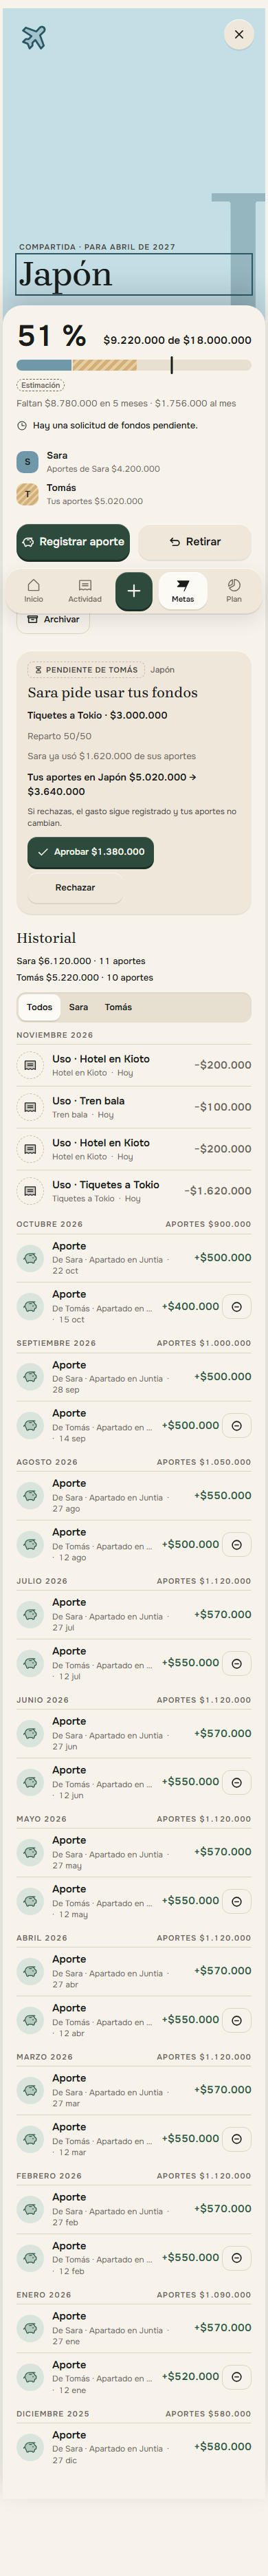 COMPARTIDA · PARA ABRIL DE 2027
Japón
51 %
$9.220.000 de $18.000.000
Estimación
Faltan $8.780.000 en 5 meses · $1.756.000 al mes
Hay una solicitud de fondos pendiente.
S
Sara
Aportes de Sara $4.200.000
T
Tomás
Tus aportes $5.020.000
Registrar aporte
Retirar
Inicio
Actividad
Metas
Plan
Archivar
PENDIENTE DE TOMÁS
Japón
Sara pide usar tus fondos
Tiquetes a Tokio · $3.000.000
Reparto 50/50
Sara ya usó $1.620.000 de sus aportes
Tus aportes en Japón $5.020.000 →
$3.640.000
Si rechazas, el gasto sigue registrado y tus aportes no
cambian.
Aprobar $1.380.000
Rechazar
Historial
Sara $6.120.000 · 11 aportes
Tomás $5.220.000 · 10 aportes
Todos
Sara
Tomás
NOVIEMBRE 2026
Uso · Hotel en Kioto
Hotel en Kioto · Hoy
−$200.000
Uso · Tren bala
Tren bala · Hoy
−$100.000
Uso · Hotel en Kioto
Hotel en Kioto · Hoy
−$200.000
Uso · Tiquetes a Tokio
Tiquetes a Tokio · Hoy
−$1.620.000
OCTUBRE 2026
APORTES $900.000
Aporte
De Sara · Apartado en Juntia ·
22 oct
+$500.000
Aporte
De Tomás · Apartado en ...
· 15 oct
+$400.000
SEPTIEMBRE 2026
APORTES $1.000.000
Aporte
De Sara · Apartado en Juntia ·
28 sep
+$500.000
Aporte
De Tomás · Apartado en ...
· 14 sep
+$500.000
AGOSTO 2026
APORTES $1.050.000
Aporte
De Sara · Apartado en Juntia ·
27 ago
+$550.000
Aporte
De Tomás · Apartado en ...
· 12 ago
+$500.000
JULIO 2026
APORTES $1.120.000
Aporte
De Sara · Apartado en Juntia ·
27 jul
+$570.000
Aporte
De Tomás · Apartado en ...
· 12 jul
+$550.000
JUNIO 2026
APORTES $1.120.000
Aporte
De Sara · Apartado en Juntia ·
27 jun
+$570.000
Aporte
De Tomás · Apartado en ...
· 12 jun
+$550.000
MAYO 2026
APORTES $1.120.000
Aporte
De Sara · Apartado en Juntia ·
27 may
+$570.000
Aporte
De Tomás · Apartado en ...
· 12 may
+$550.000
ABRIL 2026
APORTES $1.120.000
Aporte
De Sara · Apartado en Juntia ·
27 abr
+$570.000
Aporte
De Tomás · Apartado en ...
· 12 abr
+$550.000
MARZO 2026
APORTES $1.120.000
Aporte
De Sara · Apartado en Juntia ·
27 mar
+$570.000
Aporte
De Tomás · Apartado en ...
· 12 mar
+$550.000
FEBRERO 2026
APORTES $1.120.000
Aporte
De Sara · Apartado en Juntia ·
27 feb
+$570.000
Aporte
De Tomás · Apartado en ...
· 12 feb
+$550.000
ENERO 2026
APORTES $1.090.000
Aporte
De Sara · Apartado en Juntia ·
27 ene
+$570.000
Aporte
De Tomás · Apartado en ...
· 12 ene
+$520.000
DICIEMBRE 2025
APORTES $580.000
Aporte
De Sara · Apartado en Juntia ·
27 dic
+$580.000